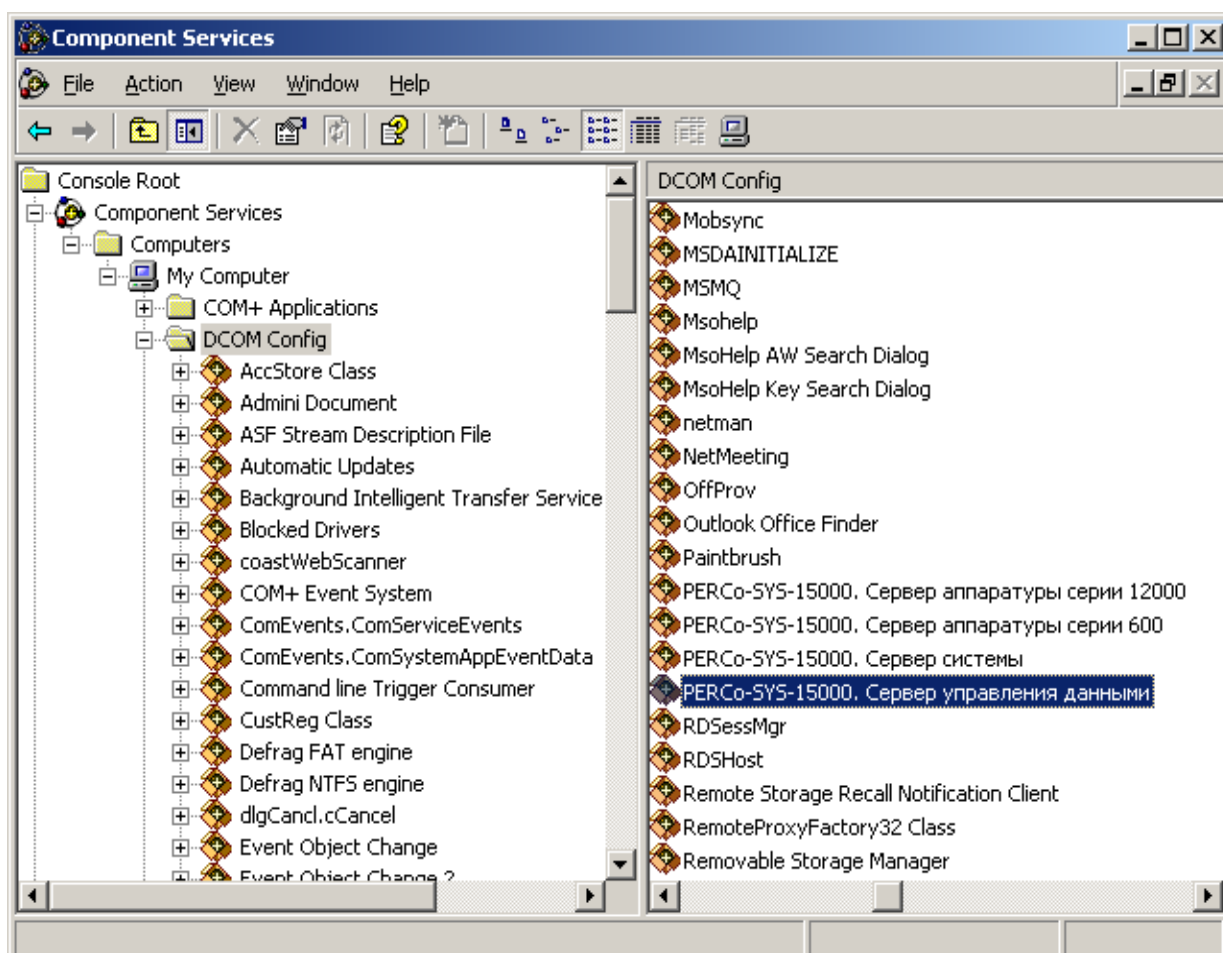 Component Services
File Action View Window Help
Console Root
Component Services
Computers
My Computer
COM+ Applications
DCOM Config
AccStore Class
Admini Document
ASF Stream Description File
Automatic Updates
Background Intelligent Transfer Service
Blocked Drivers
coastWebScanner
COM+ Event System
ComEvents.ComServiceEvents
ComEvents.ComSystemAppEventData
Command line Trigger Consumer
CustReg Class
Defrag FAT engine
Defrag NTFS engine
dlgCancl.cCancel
Event Object Change
Event Object Change 2
DCOM Config
Mobsync
MSDAINITIALIZE
MSMQ
Msohelp
MsoHelp AW Search Dialog
MsoHelp Key Search Dialog
netman
NetMeeting
OffProv
Outlook Office Finder
Paintbrush
PERCo-SYS-15000. Сервер аппаратуры серии 12000
PERCo-SYS-15000. Сервер аппаратуры серии 600
PERCo-SYS-15000. Сервер системы
PERCo-SYS-15000. Сервер управления данными
RDSessMgr
RDSHost
Remote Storage Recall Notification Client
RemoteProxyFactory32 Class
Removable Storage Manager